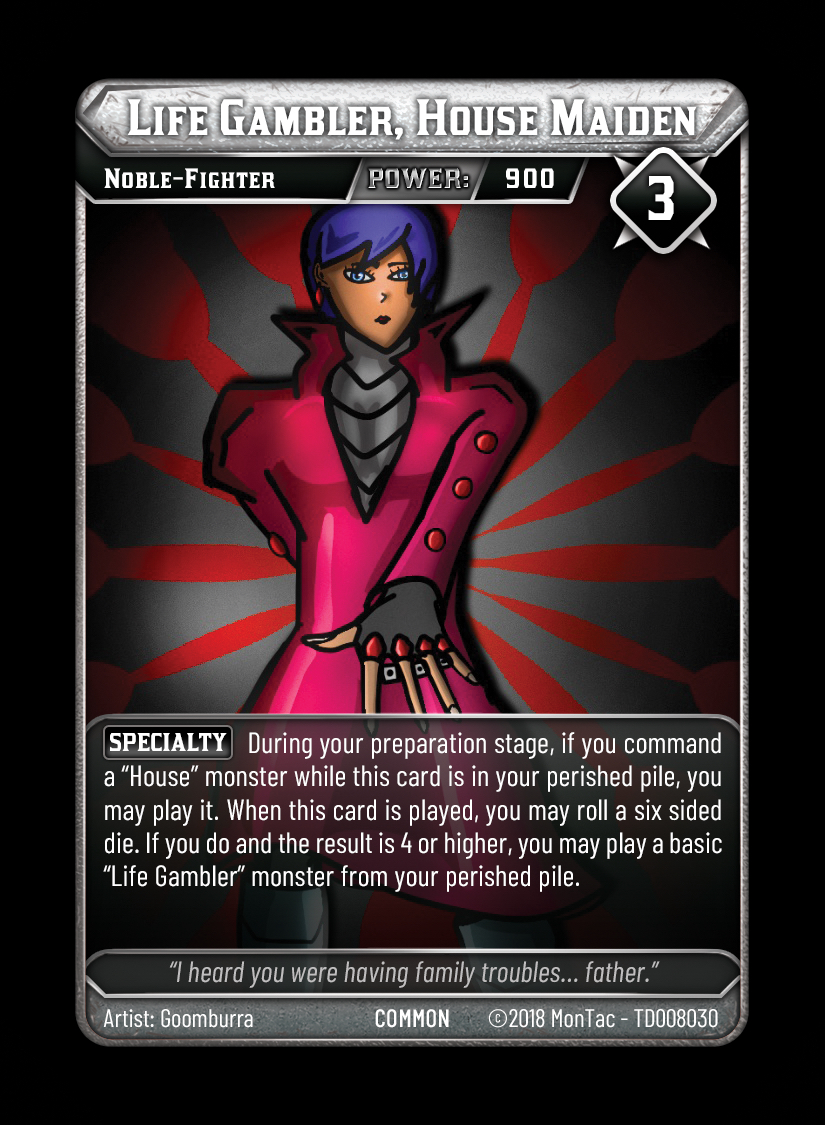 Life Gambler, House Maiden
Noble-Fighter POWER: 900
3
SPECIALTY During your preparation stage, if you command
a “House” monster while this card is in your perished pile, you
may play it. When this card is played, you may roll a six sided
die. If you do and the result is 4 or higher, you may play a basic
“Life Gambler” monster from your perished pile.
“I heard you were having family troubles... father.”
Artist: Goomburra COMMON ©2018 MonTac - TD008030